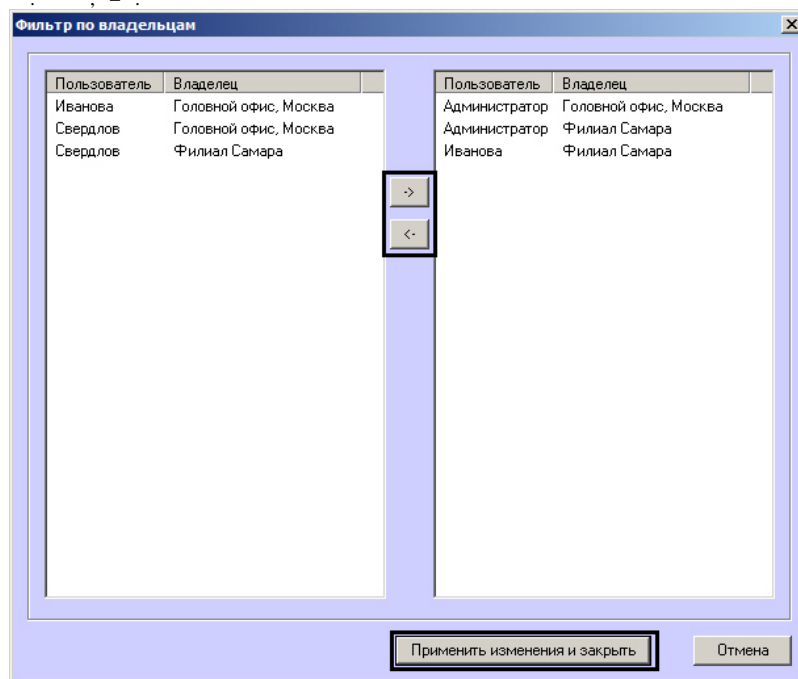 Фильтр по владельцам
Пользователь Владелец
Иванова Головной офис, Москва
Свердлов Головной офис, Москва
Свердлов Филиал Самара
->
<-
Пользователь Владелец
Администратор Головной офис, Москва
Администратор Филиал Самара
Иванова Филиал Самара
Применить изменения и закрыть Отмена